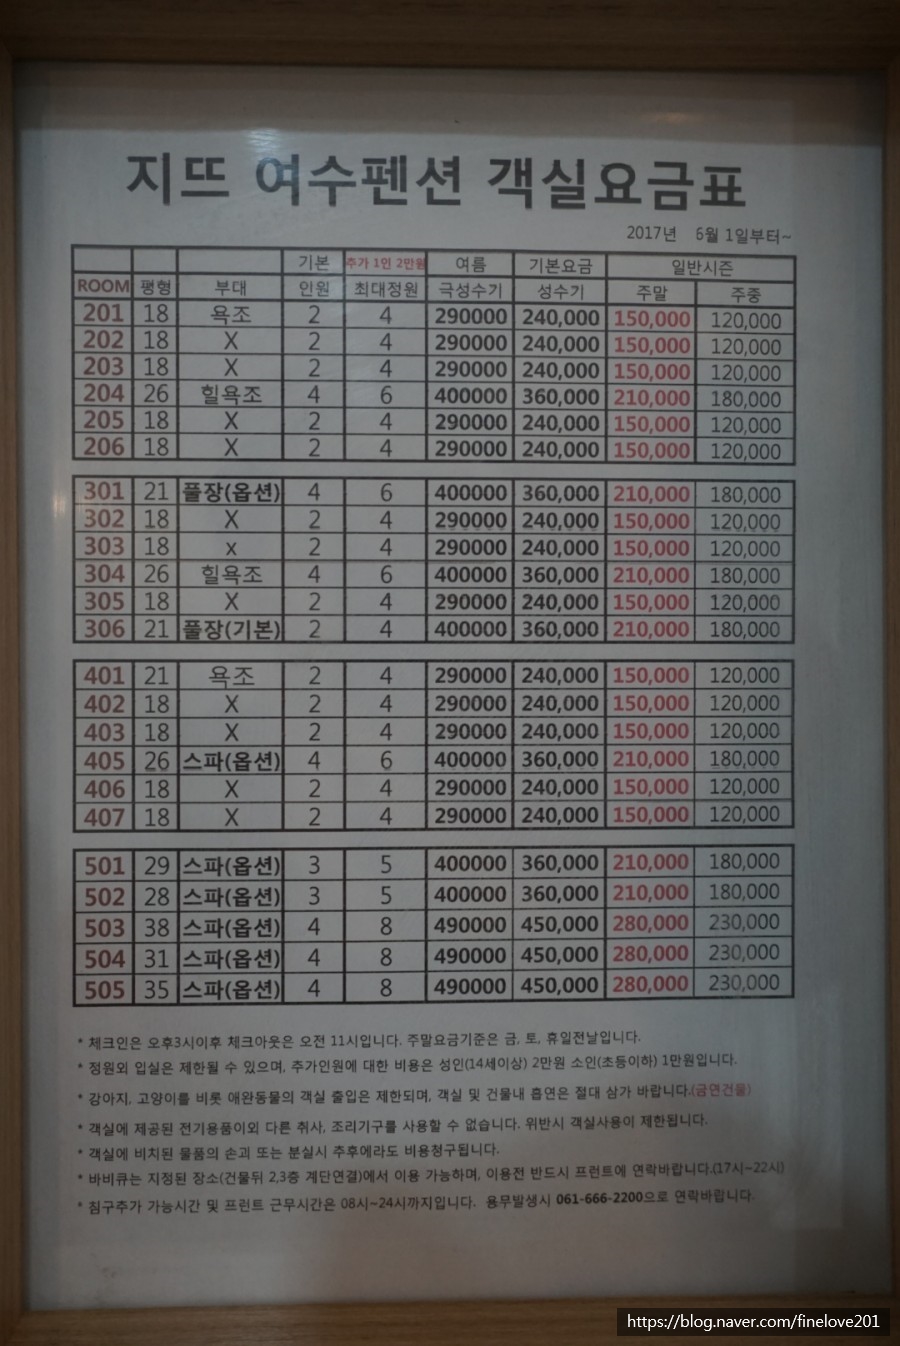 지뜨 여수펜션 객실요금표
2017년 6월 1일부터~
기본 추가 1인 2만원 여름 기본요금 일반시즌
ROOM 평형 부대 인원 최대정원 극성수기 성수기 주말 주중
201 18 욕조 2 4 290000 240,000 150,000 120,000
202 18 X 2 4 290000 240,000 150,000 120,000
203 18 X 2 4 290000 240,000 150,000 120,000
204 26 힐욕조 4 6 400000 360,000 210,000 180,000
205 18 X 2 4 290000 240,000 150,000 120,000
206 18 X 2 4 290000 240,000 150,000 120,000
301 21 풀장(옵션) 4 6 400000 360,000 210,000 180,000
302 18 X 2 4 290000 240,000 150,000 120,000
303 18 x 2 4 290000 240,000 150,000 120,000
304 26 힐욕조 4 6 400000 360,000 210,000 180,000
305 18 X 2 4 290000 240,000 150,000 120,000
306 21 풀장(기본) 2 4 400000 360,000 210,000 180,000
401 21 욕조 2 4 290000 240,000 150,000 120,000
402 18 X 2 4 290000 240,000 150,000 120,000
403 18 X 2 4 290000 240,000 150,000 120,000
405 26 스파(옵션) 4 6 400000 360,000 210,000 180,000
406 18 X 2 4 290000 240,000 150,000 120,000
407 18 X 2 4 290000 240,000 150,000 120,000
501 29 스파(옵션) 3 5 400000 360,000 210,000 180,000
502 28 스파(옵션) 3 5 400000 360,000 210,000 180,000
503 38 스파(옵션) 4 8 490000 450,000 280,000 230,000
504 31 스파(옵션) 4 8 490000 450,000 280,000 230,000
505 35 스파(옵션) 4 8 490000 450,000 280,000 230,000
* 체크인은 오후3시이후 체크아웃은 오전 11시입니다. 주말요금기준은 금, 토, 휴일전날입니다.
* 정원외 입실은 제한될 수 있으며, 추가인원에 대한 비용은 성인(14세이상) 2만원 소인(초등이하) 1만원입니다.
* 강아지, 고양이를 비롯 애완동물의 객실 출입은 제한되며, 객실 및 건물내 흡연은 절대 삼가 바랍니다.(금연건물)
* 객실에 제공된 전기용품이외 다른 취사, 조리기구를 사용할 수 없습니다. 위반시 객실사용이 제한됩니다.
* 객실에 비치된 물품의 손괴 또는 분실시 추후에라도 비용청구됩니다.
* 바비큐는 지정된 장소(건물뒤 2,3층 계단연결)에서 이용 가능하며, 이용전 반드시 프런트에 연락바랍니다.(17시~22시)
* 침구추가 가능시간 및 프런트 근무시간은 08시~24시까지입니다. 용무발생시 061-666-2200으로 연락바랍니다.
https://blog.naver.com/finelove201